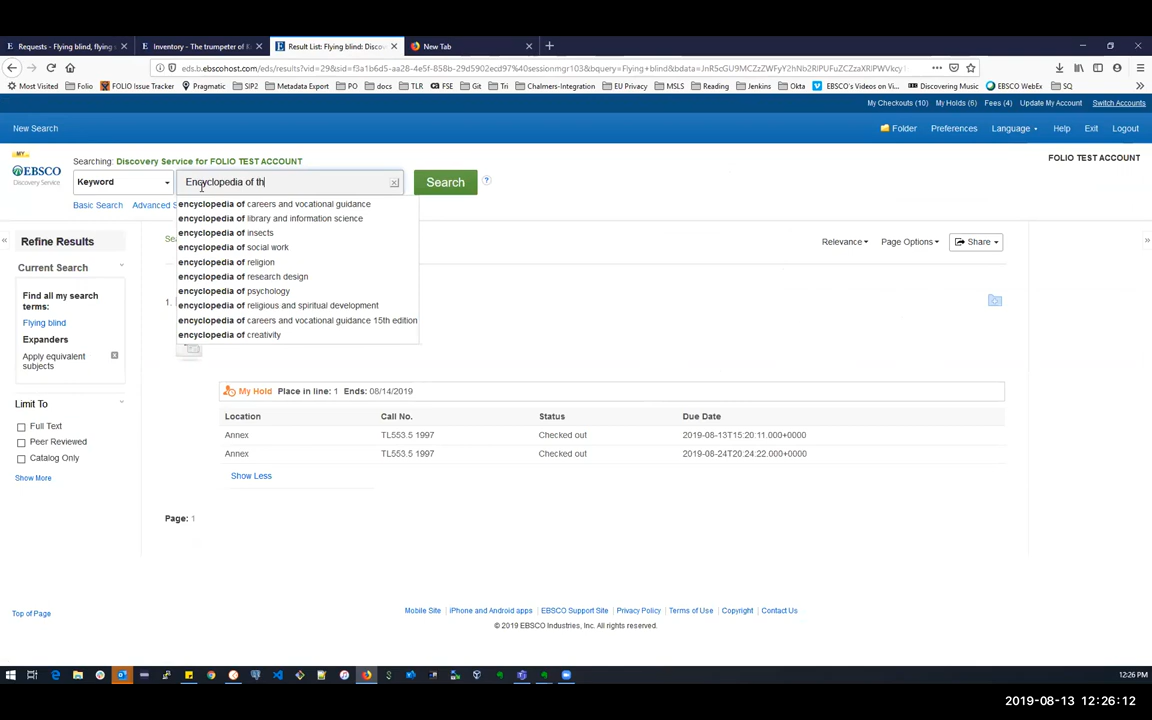 Requests - Flying blind, flying s
Inventory - The trumpeter of K
Result List: Flying blind: Discov
New Tab
eds.b.ebscohost.com/eds/results?vid=29&sid=f3a1b6d5-aa28-4e5f-858b-29d5902ecd97%40sessionmgr103&bquery=Flying+blind&bdata=
Most Visited Folio FOLIO Issue Tracker Pragmatic SIP2 Metadata Export PO docs TLR FSE Git Tri Chalmers-Integration EU Privacy MSLS Reading Jenkins Okta EBSCO's Videos on Vi... Discovering Music EBSCO WebEx SQ
My Checkouts (10) My Holds (6) Fees (4) Update My Account Switch Accounts
New Search Folder Preferences Language Help Exit Logout
MY
EBSCO
Discovery Service
Searching: Discovery Service for FOLIO TEST ACCOUNT
FOLIO TEST ACCOUNT
Keyword Encyclopedia of th Search ?
Basic Search Advanced S
encyclopedia of careers and vocational guidance
encyclopedia of library and information science
encyclopedia of insects
encyclopedia of social work
encyclopedia of religion
encyclopedia of research design
encyclopedia of psychology
encyclopedia of religious and spiritual development
encyclopedia of careers and vocational guidance 15th edition
encyclopedia of creativity
Refine Results
Current Search
Find all my search
terms:
Flying blind
Expanders
Apply equivalent
subjects
Limit To
Full Text
Peer Reviewed
Catalog Only
Show More
Sea
Relevance Page Options Share
1.
My Hold Place in line: 1 Ends: 08/14/2019
Location Call No. Status Due Date
Annex TL553.5 1997 Checked out 2019-08-13T15:20:11.000+0000
Annex TL553.5 1997 Checked out 2019-08-24T20:24:22.000+0000
Show Less
Page: 1
Top of Page
Mobile Site | iPhone and Android apps | EBSCO Support Site | Privacy Policy | Terms of Use | Copyright | Contact Us
© 2019 EBSCO Industries, Inc. All rights reserved.
12:26 PM
2019-08-13 12:26:12